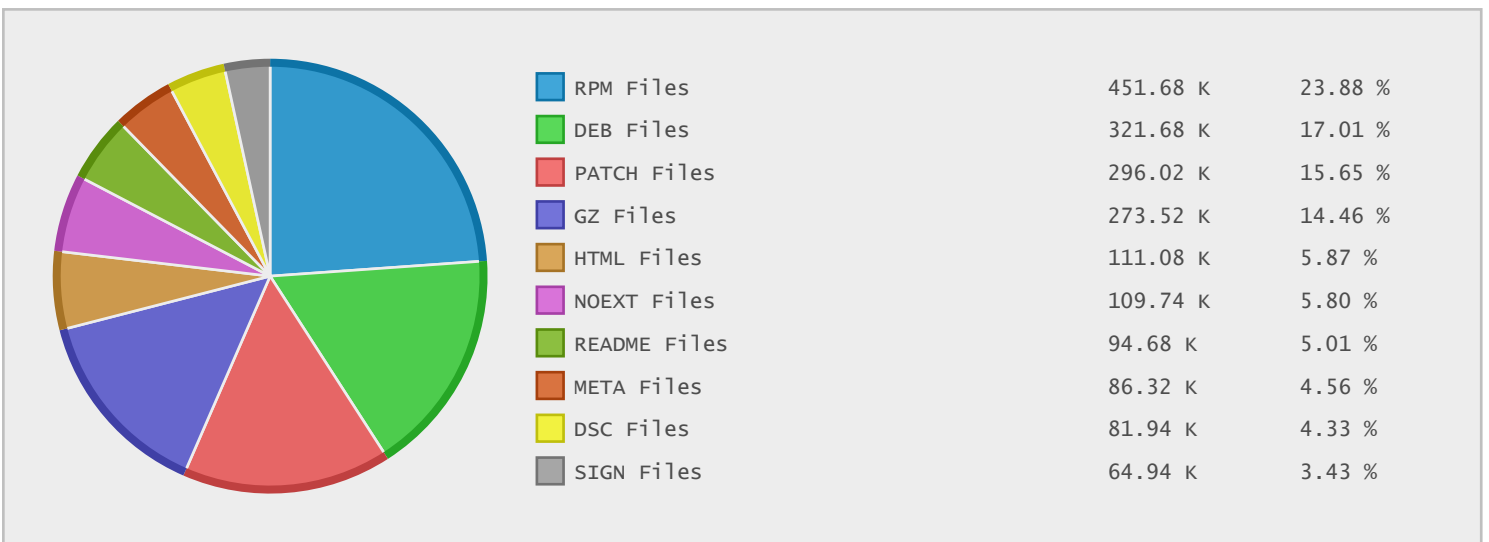 RPM Files 451.68 K 23.88 %
DEB Files 321.68 K 17.01 %
PATCH Files 296.02 K 15.65 %
GZ Files 273.52 K 14.46 %
HTML Files 111.08 K 5.87 %
NOEXT Files 109.74 K 5.80 %
README Files 94.68 K 5.01 %
META Files 86.32 K 4.56 %
DSC Files 81.94 K 4.33 %
SIGN Files 64.94 K 3.43 %